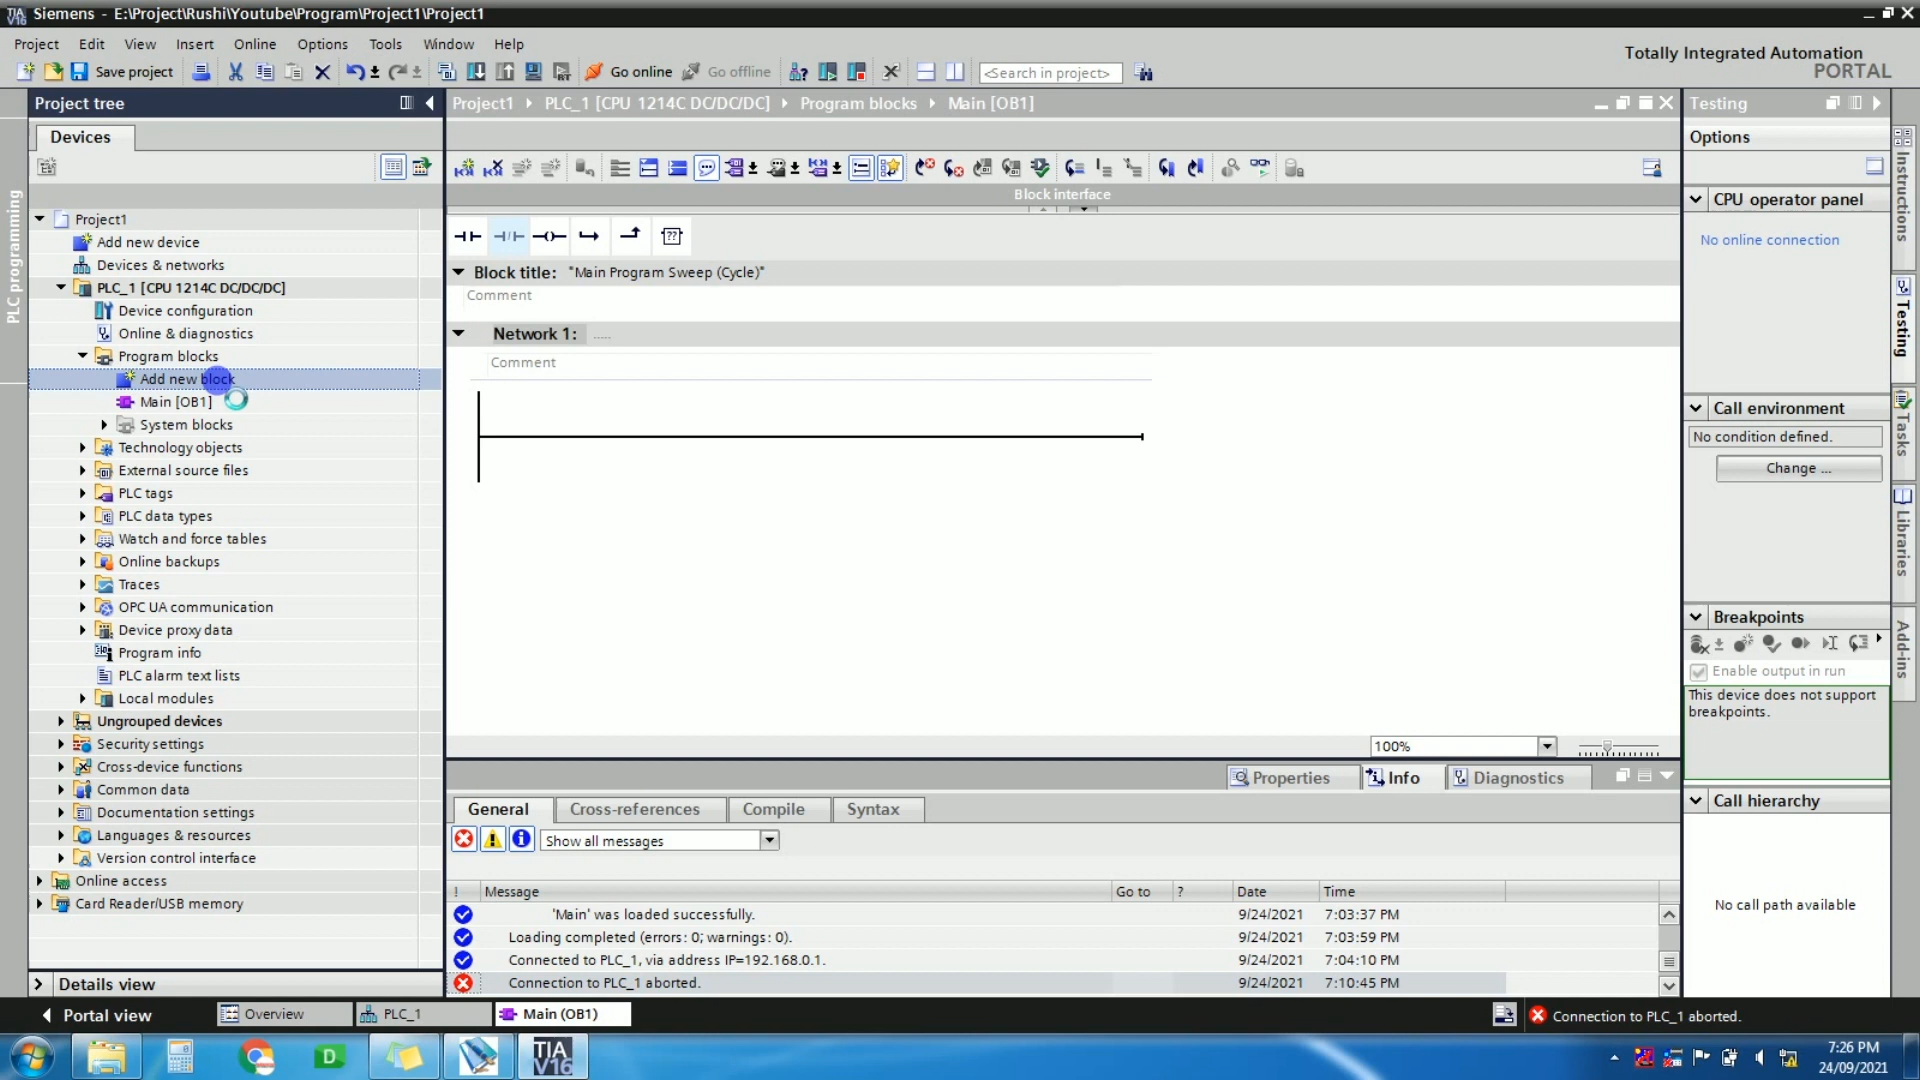 Siemens - E:\Project\Rushi\Youtube\Program\Project1\Project1
Project Edit View Insert Online Options Tools Window Help
Totally Integrated Automation
PORTAL
Save project
Go online
Go offline
<Search in project>
Project tree
Project1 PLC_1 [CPU 1214C DC/DC/DC] Program blocks Main [OB1]
Testing
Devices
Options
Block interface
PLC programming
Project1
Add new device
Devices & networks
PLC_1 [CPU 1214C DC/DC/DC]
Device configuration
Online & diagnostics
Program blocks
Add new block
Main [OB1]
System blocks
Technology objects
External source files
PLC tags
PLC data types
Watch and force tables
Online backups
Traces
OPC UA communication
Device proxy data
Program info
PLC alarm text lists
Local modules
Ungrouped devices
Security settings
Cross-device functions
Common data
Documentation settings
Languages & resources
Version control interface
Online access
Card Reader/USB memory
Details view
??
Block title: "Main Program Sweep (Cycle)"
Comment
Network 1: .....
Comment
100%
Properties Info Diagnostics
General Cross-references Compile Syntax
Show all messages
! Message Go to ? Date Time
'Main' was loaded successfully. 9/24/2021 7:03:37 PM
Loading completed (errors: 0; warnings: 0). 9/24/2021 7:03:59 PM
Connected to PLC_1, via address IP=192.168.0.1. 9/24/2021 7:04:10 PM
Connection to PLC_1 aborted. 9/24/2021 7:10:45 PM
CPU operator panel
No online connection
Call environment
No condition defined.
Change ...
Breakpoints
Enable output in run
This device does not support
breakpoints.
Call hierarchy
No call path available
Instructions
Testing
Tasks
Libraries
Add-ins
Portal view
Overview
PLC_1
Main (OB1)
Connection to PLC_1 aborted.
D
TIA
V16
7:26 PM
24/09/2021